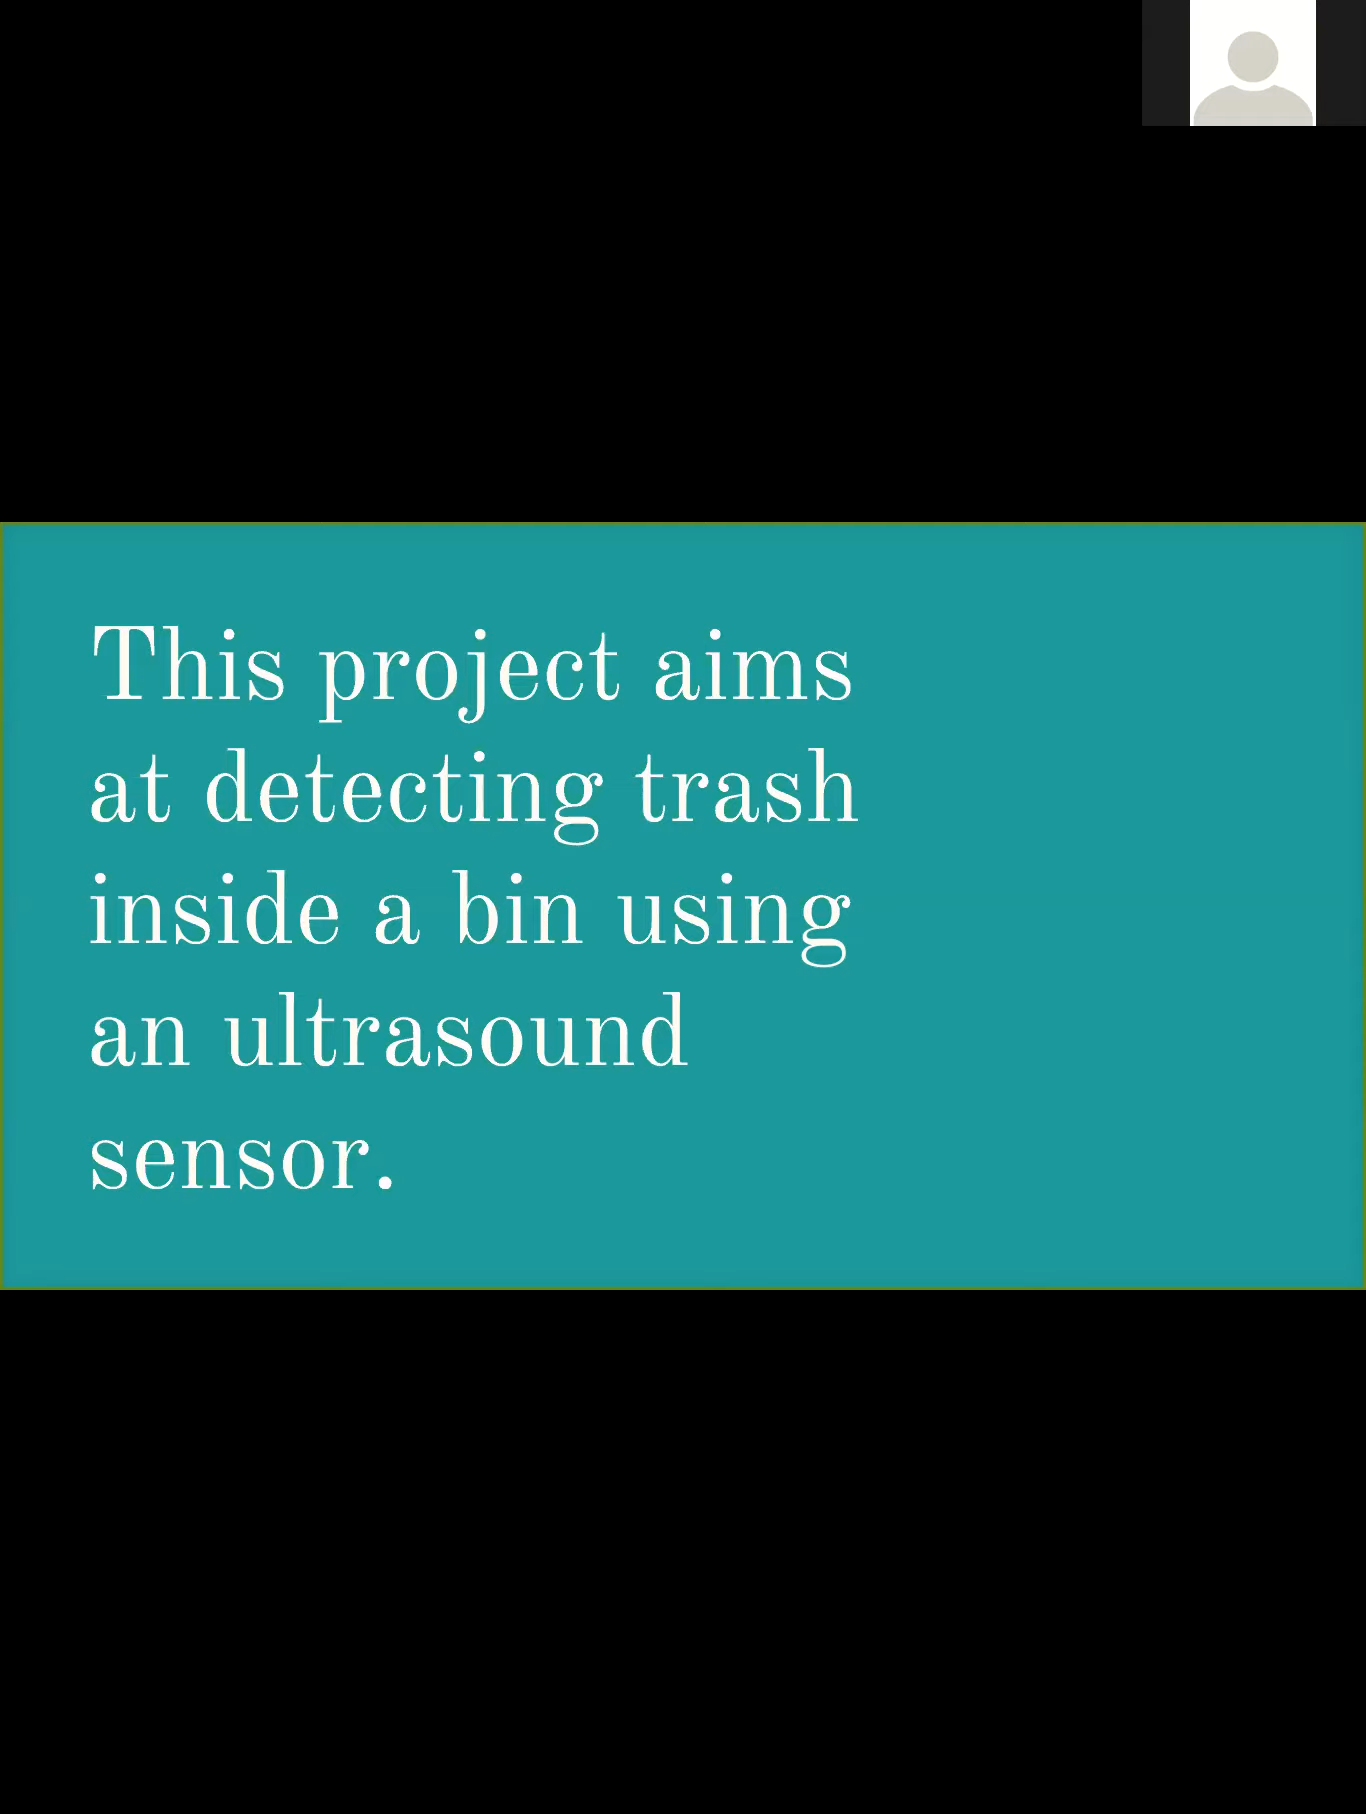 This project aims
at detecting trash
inside a bin using
an ultrasound
sensor.